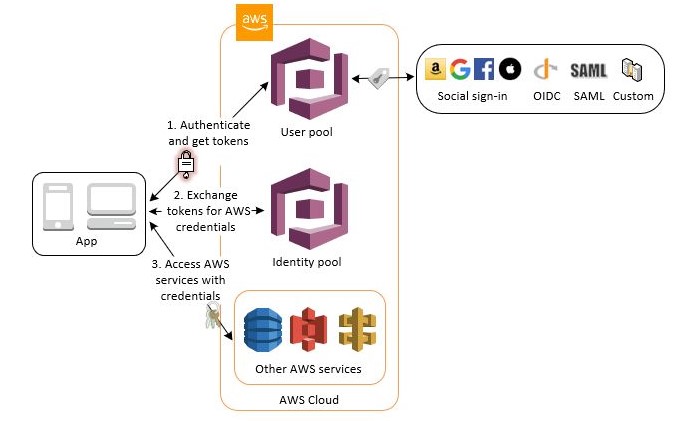 aws
a
G
f
SAML
Social sign-in
OIDC
SAML
Custom
User pool
1. Authenticate
and get tokens
2. Exchange
tokens for AWS
credentials
App
Identity pool
3. Access AWS
services with
credentials
Other AWS services
AWS Cloud